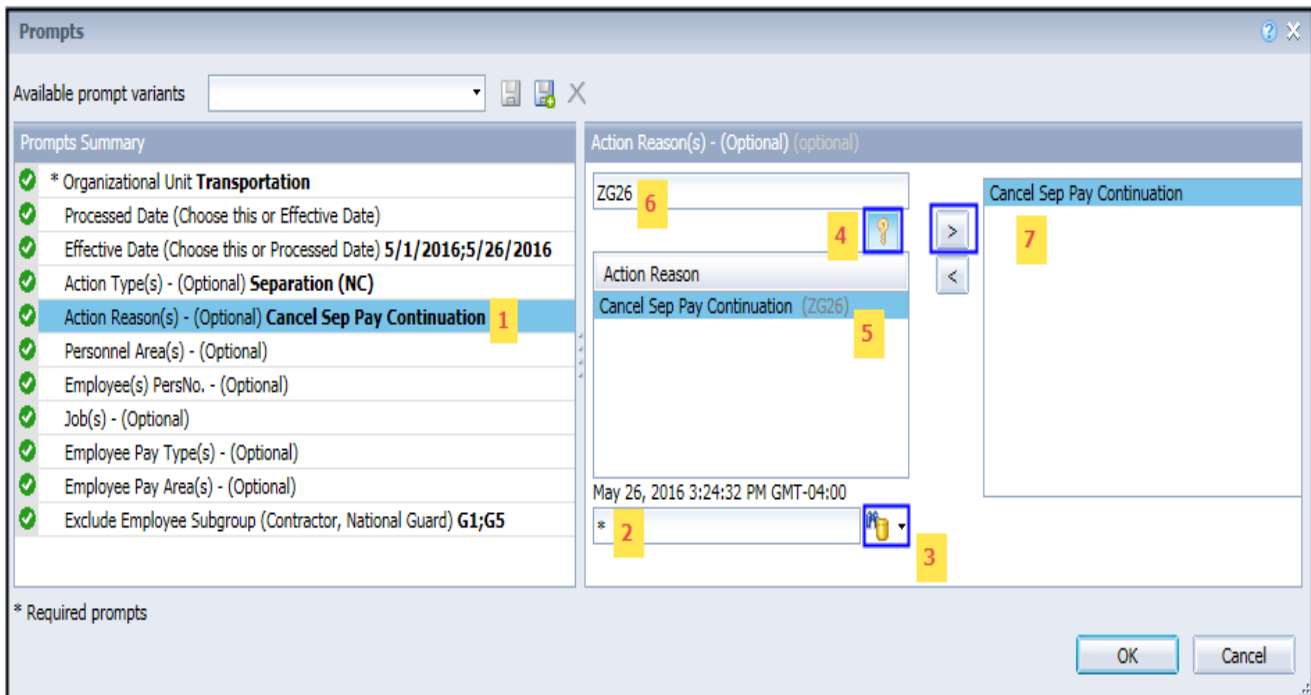 Prompts
Available prompt variants
Prompts Summary
* Organizational Unit Transportation
Processed Date (Choose this or Effective Date)
Effective Date (Choose this or Processed Date) 5/1/2016;5/26/2016
Action Type(s) - (Optional) Separation (NC)
Action Reason(s) - (Optional) Cancel Sep Pay Continuation 1
Personnel Area(s) - (Optional)
Employee(s) PersNo. - (Optional)
Job(s) - (Optional)
Employee Pay Type(s) - (Optional)
Employee Pay Area(s) - (Optional)
Exclude Employee Subgroup (Contractor, National Guard) G1;G5
* Required prompts
Action Reason(s) - (Optional) (optional)
ZG26 6
4
Action Reason
Cancel Sep Pay Continuation (ZG26)
5
May 26, 2016 3:24:32 PM GMT-04:00
* 2
3
>
<
Cancel Sep Pay Continuation
7
OK Cancel